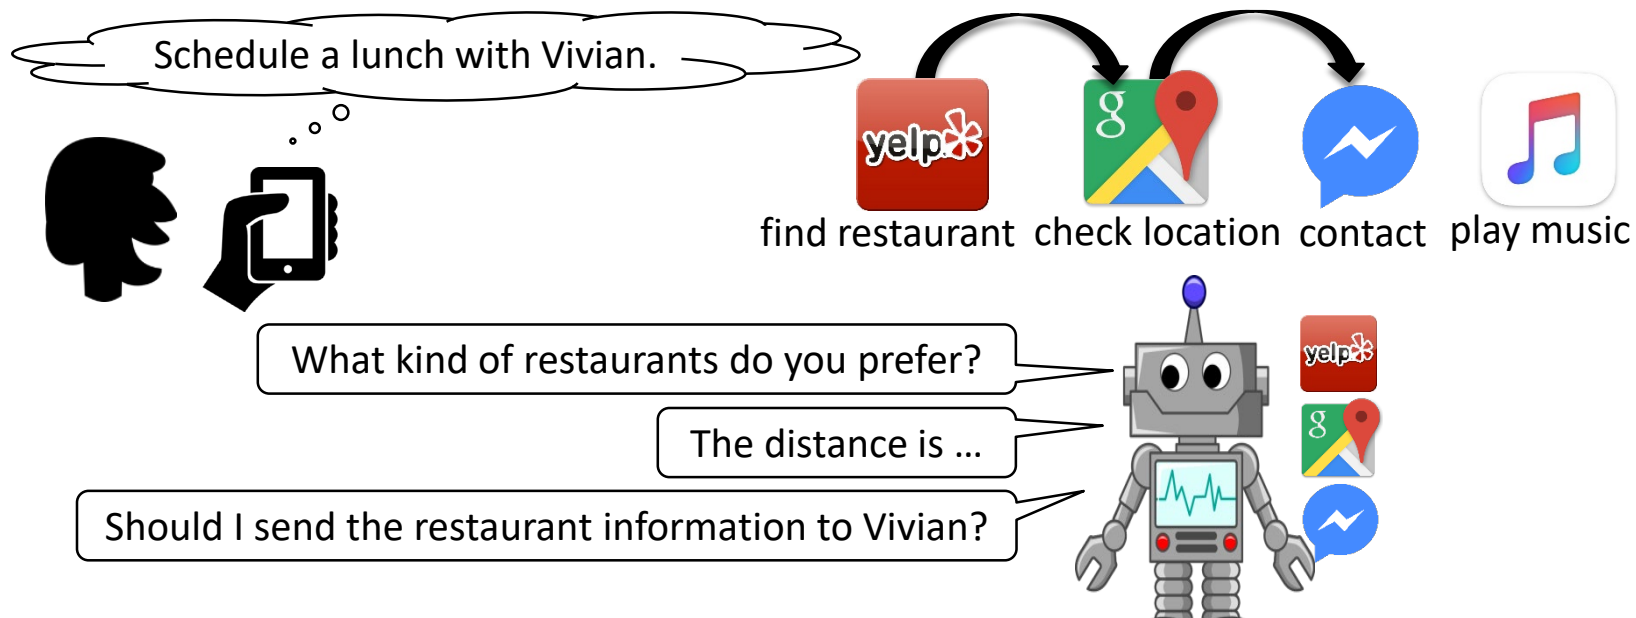 Schedule a lunch with Vivian.
yelp
g
find restaurant
check location
contact
play music
What kind of restaurants do you prefer?
yelp
The distance is ...
g
Should I send the restaurant information to Vivian?